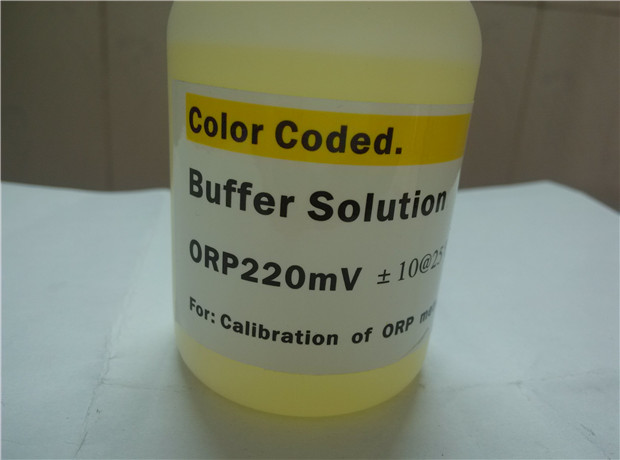 Color Coded.
Buffer Solution
ORP220mV ± 10@25
For: Calibration of ORP